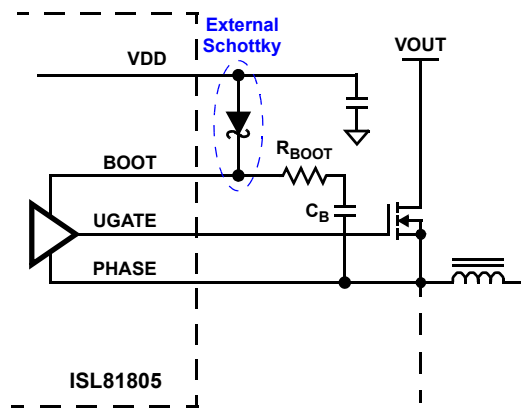 External
Schottky
VDD
VOUT
BOOT
RBOOT
CB
UGATE
PHASE
ISL81805